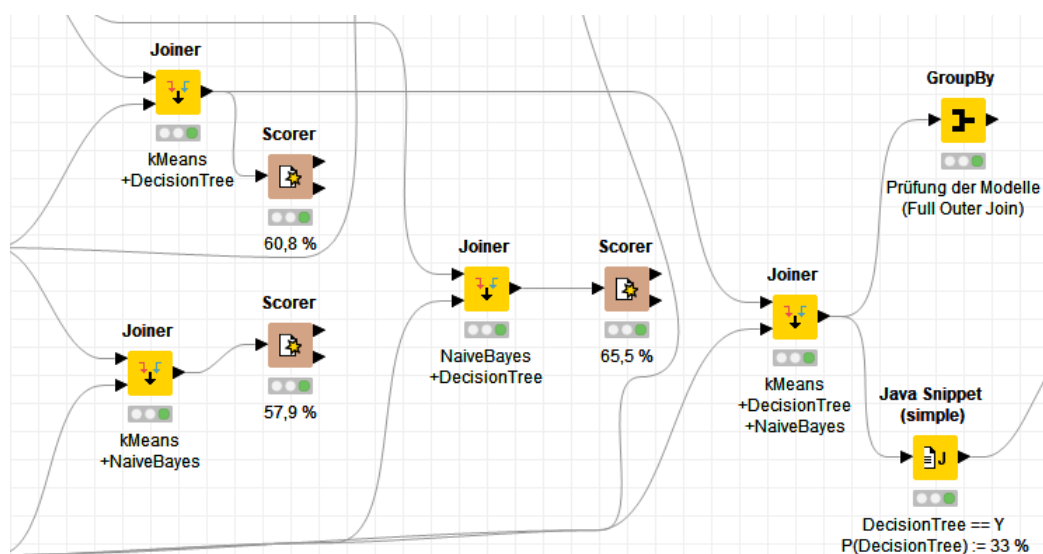 Joiner
kMeans
+DecisionTree
Scorer
60,8 %
Joiner
kMeans
+NaiveBayes
Scorer
57,9 %
Joiner
NaiveBayes
+DecisionTree
Scorer
65,5 %
Joiner
kMeans
+DecisionTree
+NaiveBayes
GroupBy
Prüfung der Modelle
(Full Outer Join)
Java Snippet
(simple)
J
DecisionTree == Y
P(DecisionTree) := 33 %